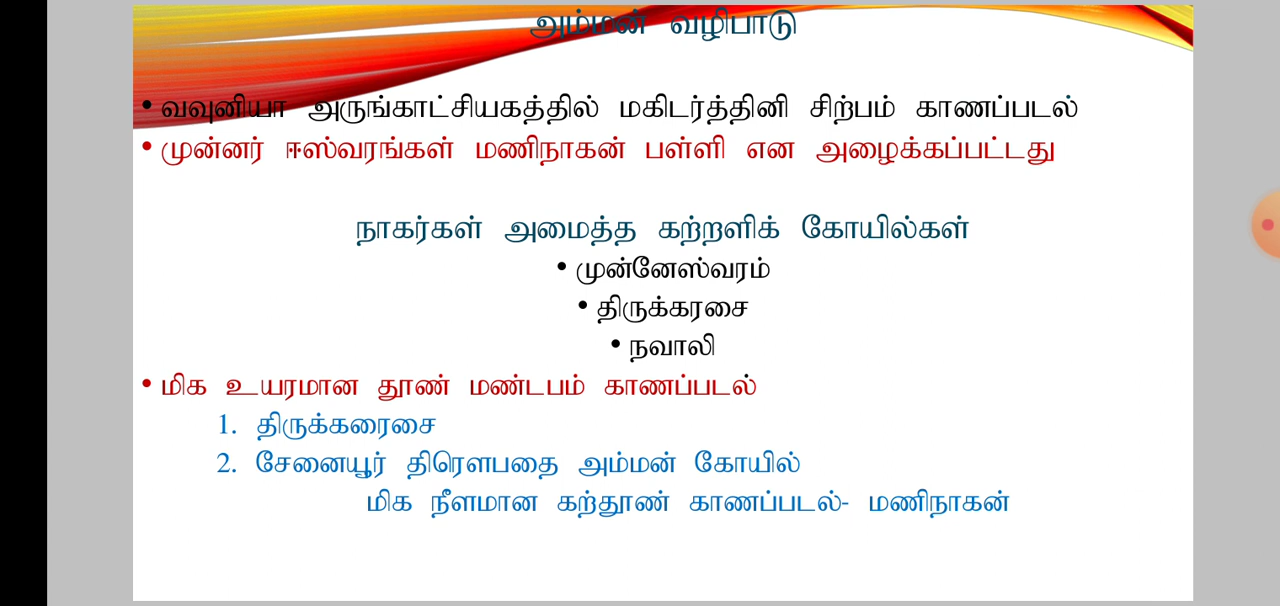 அம்மன் வழிபாடு
• வவுனியா அருங்காட்சியகத்தில் மகிடர்த்தினி சிற்பம் காணப்படல்
• முன்னர் ஈஸ்வரங்கள் மணிநாகன் பள்ளி என அழைக்கப்பட்டது
நாகர்கள் அமைத்த கற்றளிக் கோயில்கள்
• முன்னேஸ்வரம்
• திருக்கரசை
• நவாலி
• மிக உயரமான தூண் மண்டபம் காணப்படல்
1. திருக்கரைசை
2. சேனையூர் திரௌபதை அம்மன் கோயில்
மிக நீளமான கற்தூண் காணப்படல்- மணிநாகன்